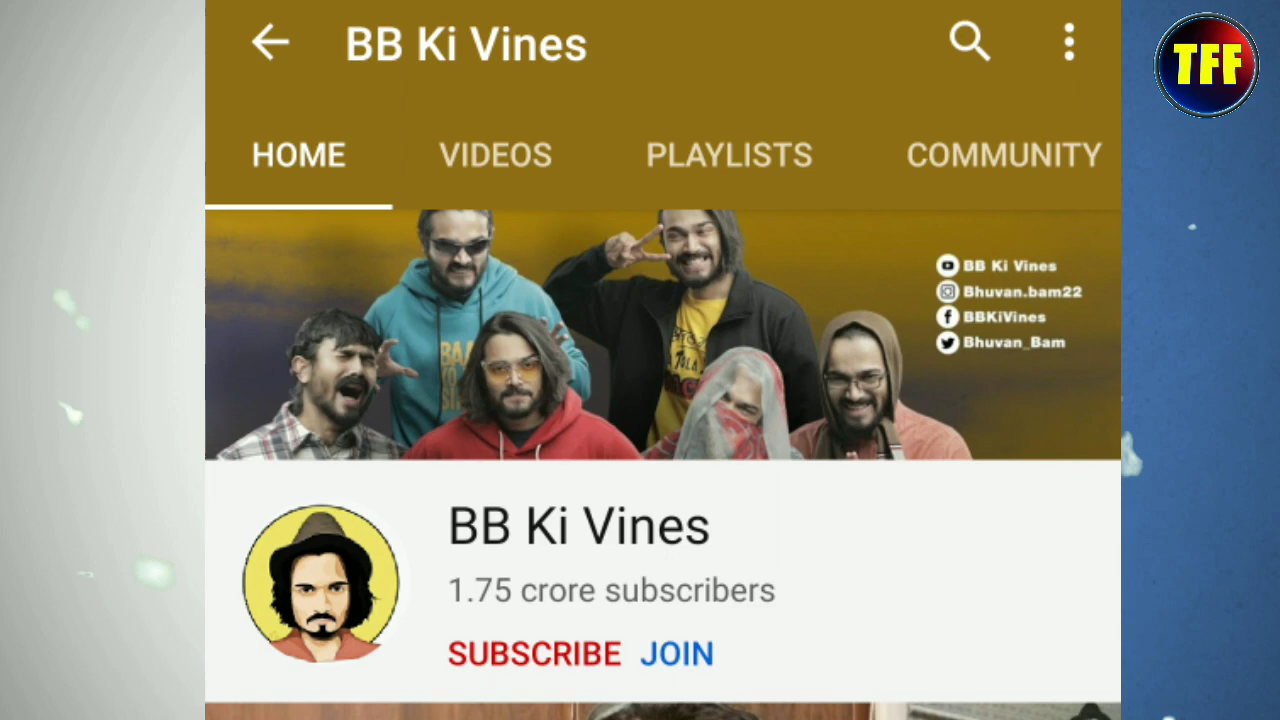 BB Ki Vines
TFF
HOME VIDEOS PLAYLISTS COMMUNITY
BB Ki Vines
Bhuvan.bam22
BBKiVines
Bhuvan_Bam
BB Ki Vines
1.75 crore subscribers
SUBSCRIBE JOIN